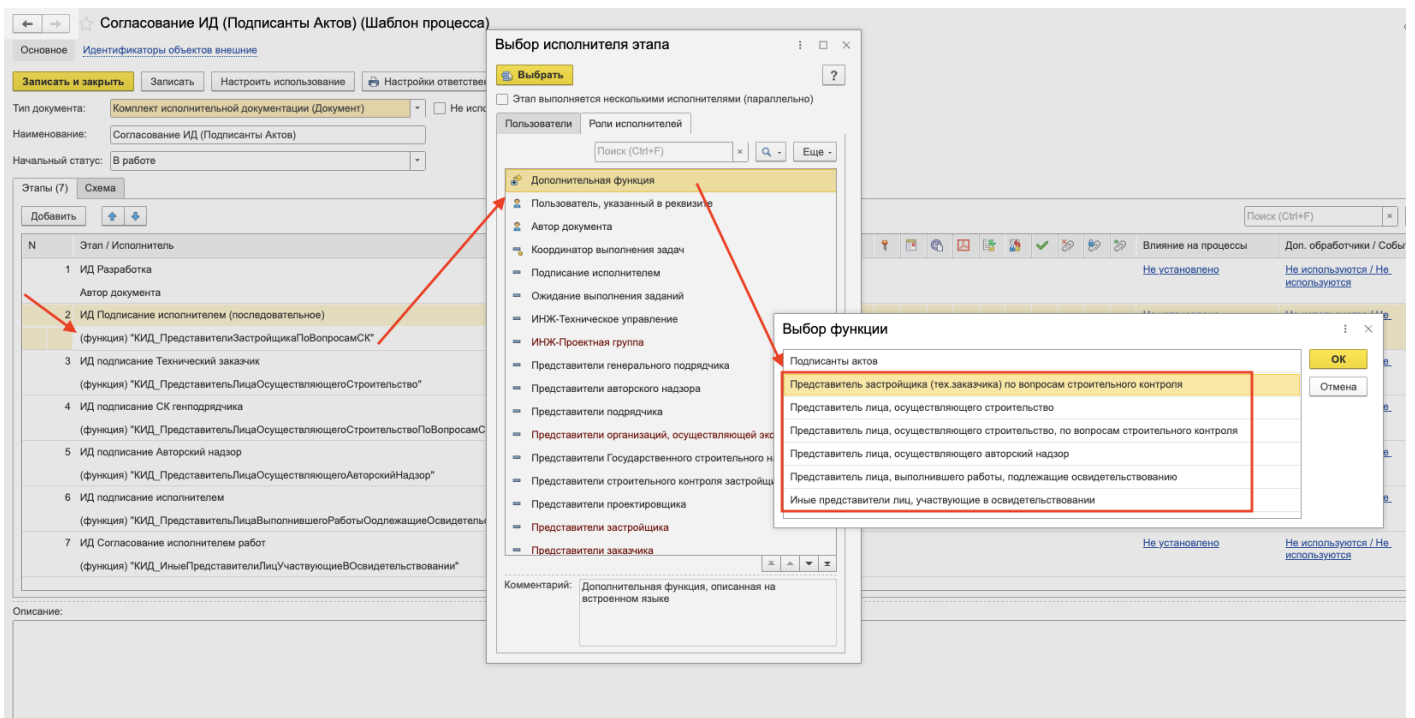 Согласование ИД (Подписанты Актов) (Шаблон процесса)
Основное Идентификаторы объектов внешние
Записать и закрыть Записать Настроить использование Настройки
Тип документа: Комплект исполнительной документации (Документ) Не
Наименование: Согласование ИД (Подписанты Актов)
Начальный статус: В работе
Этапы (7) Схема
Добавить
Поиск (Ctrl+F) ×
N Этап / Исполнитель Влияние на процессы Доп. обработчики /
1 ИД Разработка Не установлено Не используются / Не
используются
Автор документа
2 ИД Подписание исполнителем (последовательное)
(функция) "КИД_ПредставителиЗастройщикаПоВопросамСК"
3 ИД подписание Технический заказчик
(функция) "КИД_ПредставительЛицаОсуществляющегоСтроительство"
4 ИД подписание СК генподрядчика
(функция) "КИД_ПредставительЛицаОсуществляющегоСтроительствоПоВопросамС
5 ИД подписание Авторский надзор
(функция) "КИД_ПредставительЛицаОсуществляющегоАвторскийНадзор"
6 ИД подписание исполнителем
(функция) "КИД_ПредставительЛицаВыполнившегоРаботыОодлежащиеОсвидетель
7 ИД Согласование исполнителем работ Не установлено Не используются / Не
используются
(функция) "КИД_ИныеПредставителиЛицУчаствующиеВОсвидетельствовании"
Описание:
Выбор исполнителя этапа
Выбрать ?
Этап выполняется несколькими исполнителями (параллельно)
Пользователи Роли исполнителей
Поиск (Ctrl+F) × Еще
Дополнительная функция
Пользователь, указанный в реквизите
Автор документа
Координатор выполнения задач
Подписание исполнителем
Ожидание выполнения заданий
ИНЖ-Техническое управление
ИНЖ-Проектная группа
Представители генерального подрядчика
Представители авторского надзора
Представители подрядчика
Представители организаций, осуществляющей
Представители Государственного строительного
Представители строительного контроля
Представители проектировщика
Представители застройщика
Представители заказчика
Комментарий: Дополнительная функция, описанная на
встроенном языке
Выбор функции
Подписанты актов ОК
Представитель застройщика (тех.заказчика) по вопросам строительного контроля Отмена
Представитель лица, осуществляющего строительство
Представитель лица, осуществляющего строительство, по вопросам строительного контроля
Представитель лица, осуществляющего авторский надзор
Представитель лица, выполнившего работы, подлежащие освидетельствованию
Иные представители лиц, участвующие в освидетельствовании